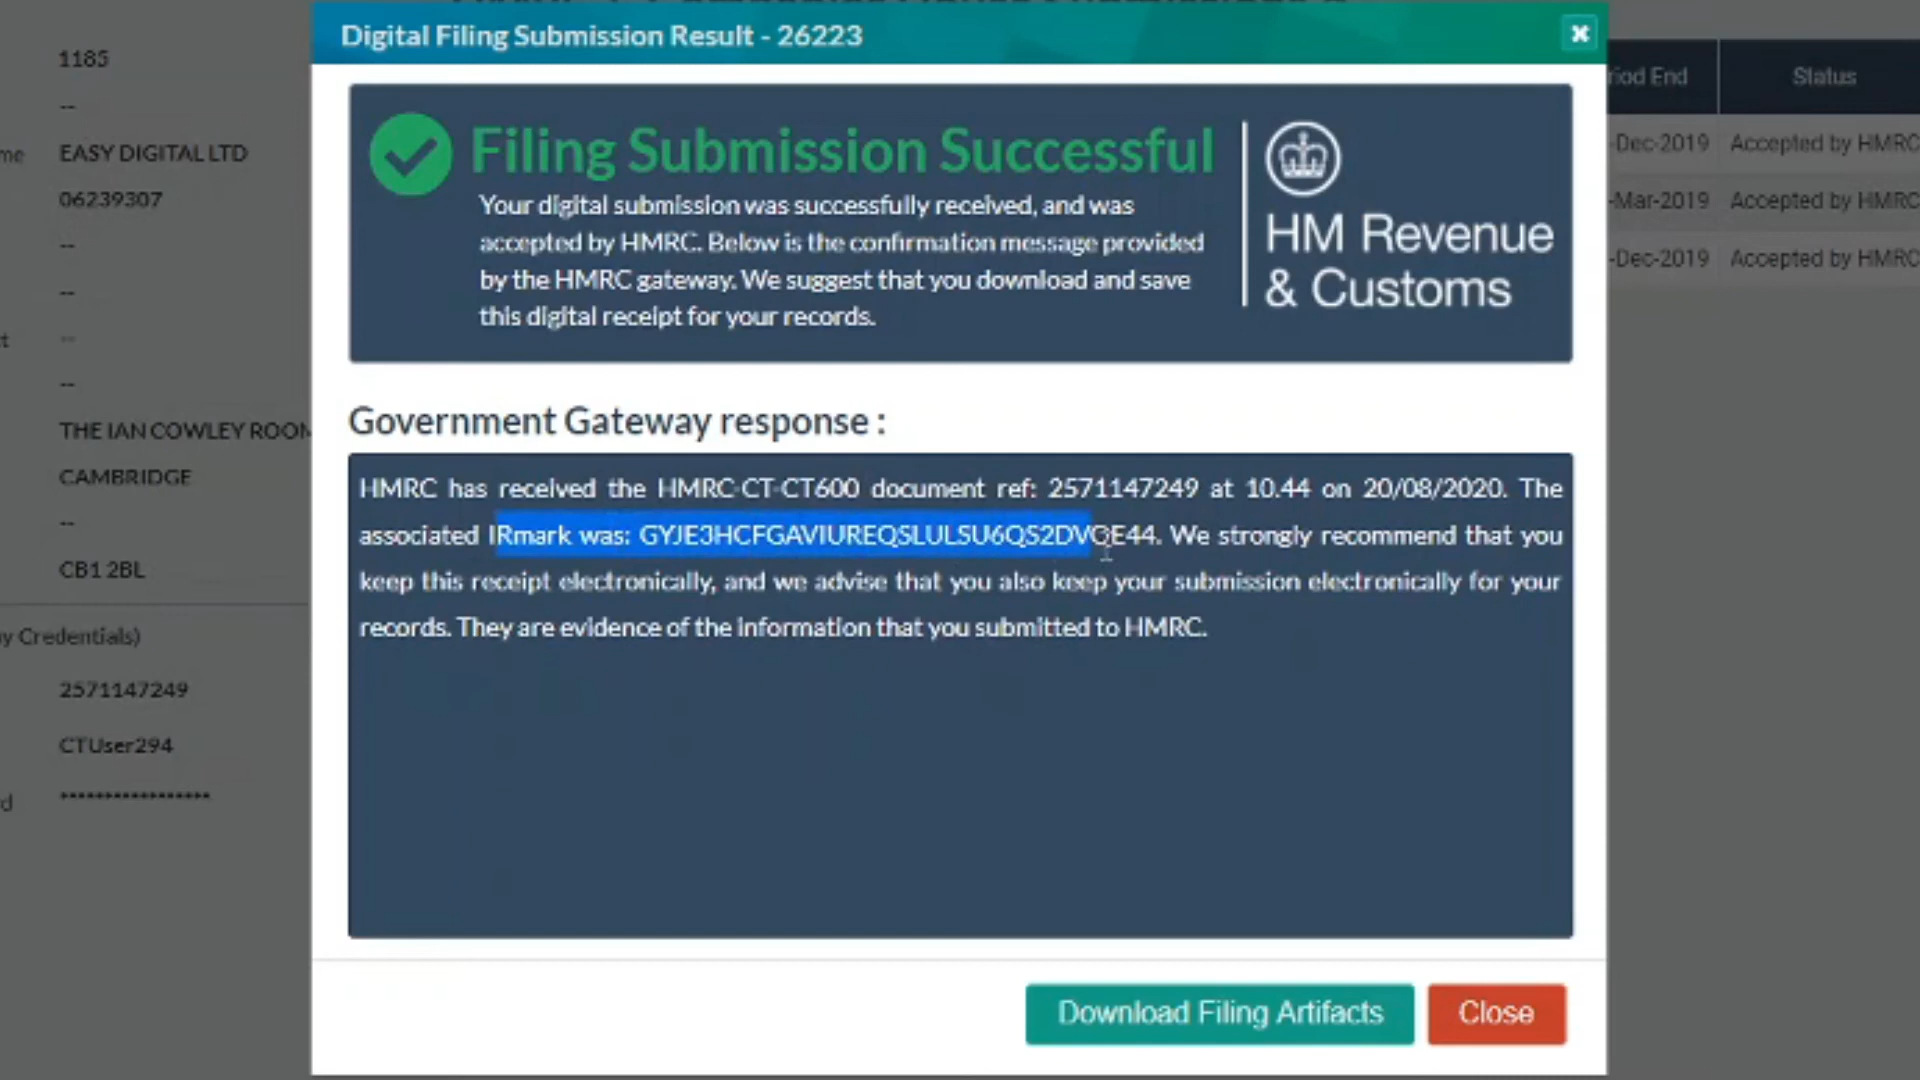 Digital Filing Submission Result - 26223
Filing Submission Successful
Your digital submission was successfully received, and was
accepted by HMRC. Below is the confirmation message provided
by the HMRC gateway. We suggest that you download and save
this digital receipt for your records.
HM Revenue
& Customs
Government Gateway response :
HMRC has received the HMRC-CT-CT600 document ref: 2571147249 at 10.44 on 20/08/2020. The
associated IRmark was: GYJE3HCFGAVIUREQSLULSU6QS2DVQE44. We strongly recommend that you
keep this receipt electronically, and we advise that you also keep your submission electronically for your
records. They are evidence of the information that you submitted to HMRC.
Download Filing Artifacts
Close
1185
--
me EASY DIGITAL LTD
06239307
--
--
t --
--
THE IAN COWLEY ROOM
CAMBRIDGE
--
CB1 2BL
y Credentials)
2571147249
CTUser294
d *****************
riod End Status
-Dec-2019 Accepted by HMRC
-Mar-2019 Accepted by HMRC
-Dec-2019 Accepted by HMRC